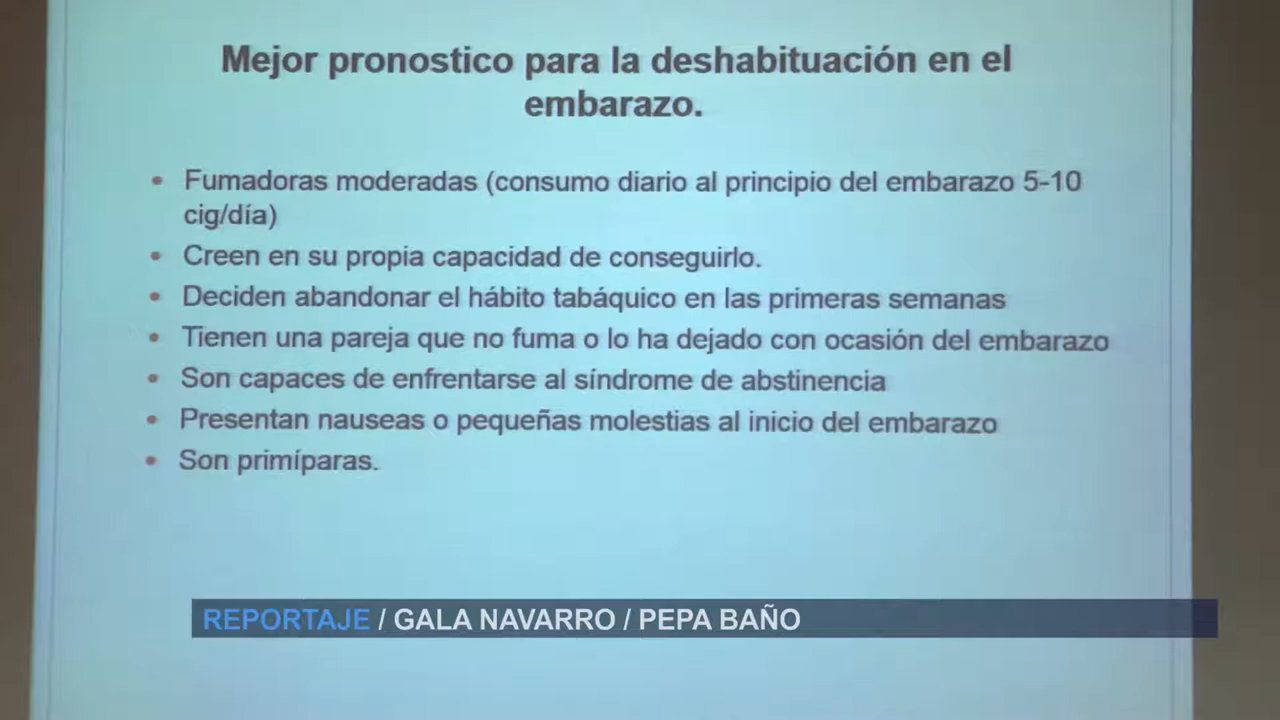 Mejor pronostico para la deshabituación en el
embarazo.
• Fumadoras moderadas (consumo diario al principio del embarazo 5-10
cig/día)
• Creen en su propia capacidad de conseguirlo.
• Deciden abandonar el hábito tabáquico en las primeras semanas
• Tienen una pareja que no fuma o lo ha dejado con ocasión del embarazo
• Son capaces de enfrentarse al síndrome de abstinencia
• Presentan nauseas o pequeñas molestias al inicio del embarazo
• Son primíparas.
REPORTAJE / GALA NAVARRO / PEPA BAÑO